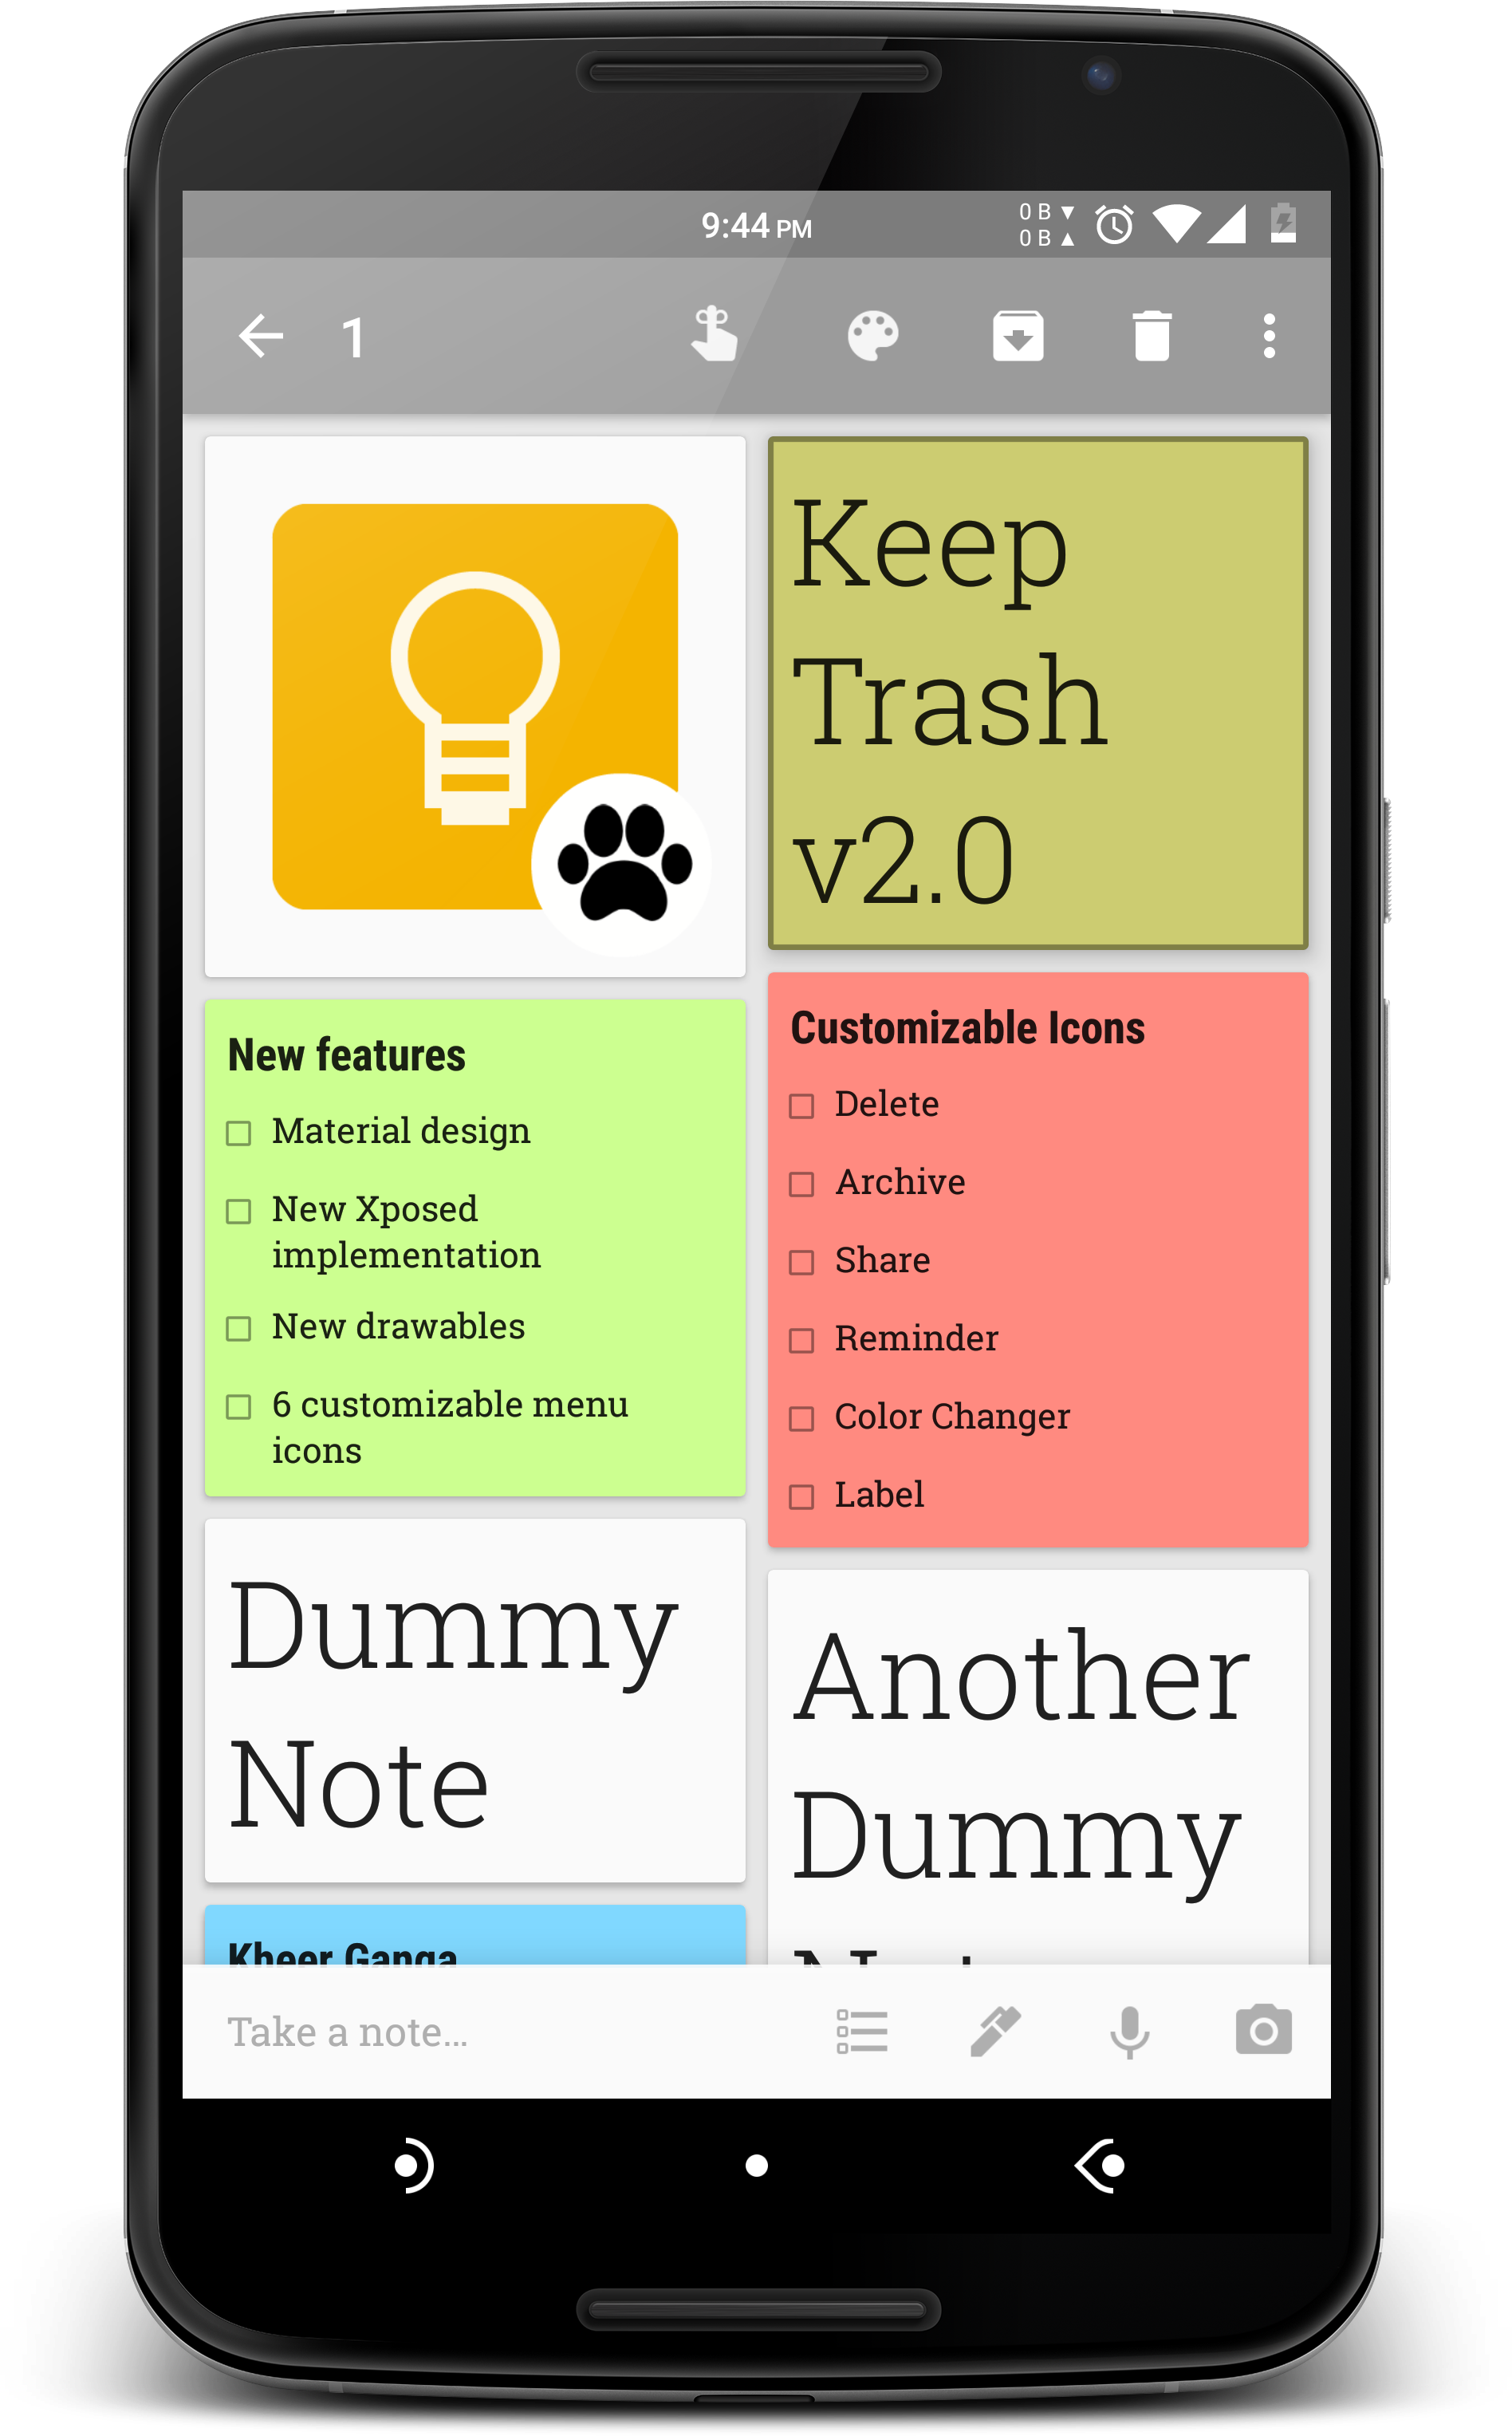 9:44 PM
0 B ▼
0 B ▲
1
Keep
Trash
v2.0
New features
Material design
New Xposed
implementation
New drawables
6 customizable menu
icons
Customizable Icons
Delete
Archive
Share
Reminder
Color Changer
Label
Dummy
Note
Another
Dummy
Kheer Ganga
Take a note...